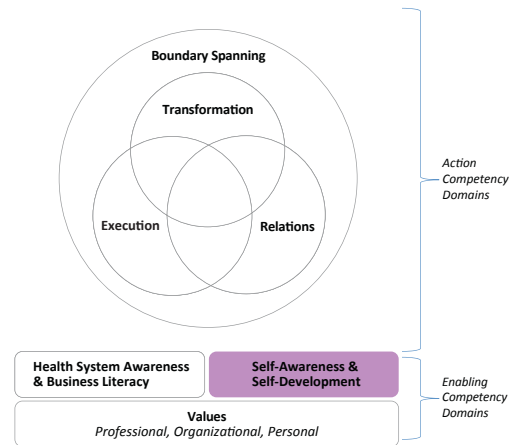 Boundary Spanning
Transformation
Execution
Relations
Action
Competency
Domains
Health System Awareness
& Business Literacy
Self-Awareness &
Self-Development
Values
Professional, Organizational, Personal
Enabling
Competency
Domains